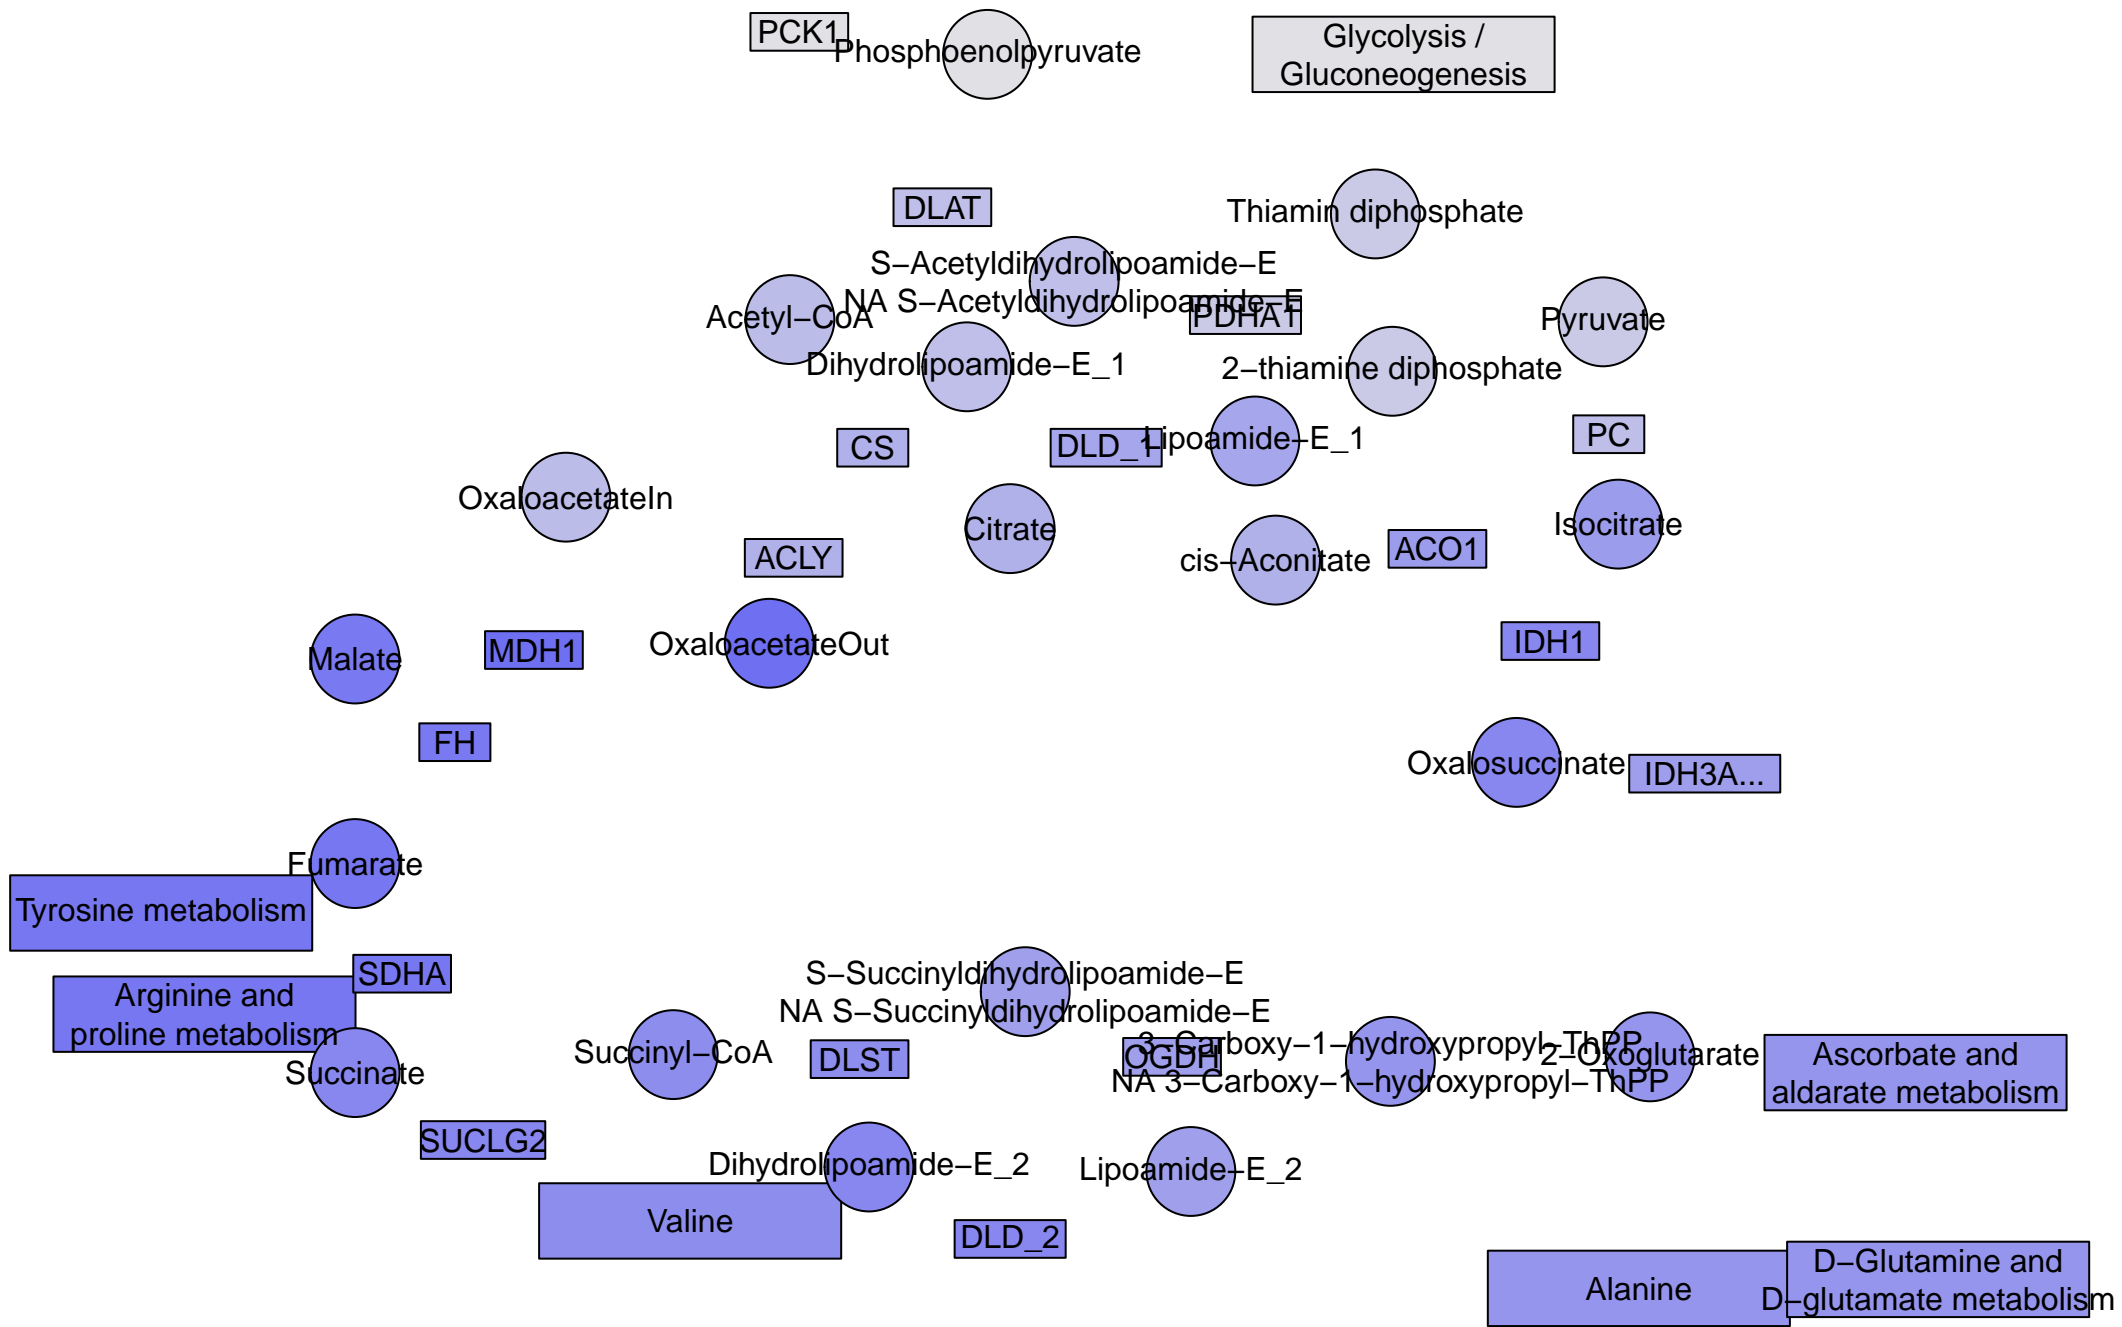 PCK1
Phosphoenolpyruvate
Glycolysis /
Gluconeogenesis
DLAT
Thiamin diphosphate
S−Acetyldihydrolipoamide−E
NA S−Acetyldihydrolipoamide−E
Acetyl−CoA
PDHA1
Pyruvate
Dihydrolipoamide−E_1
2−thiamine diphosphate
CS
DLD_1
Lipoamide−E_1
PC
OxaloacetateIn
Citrate
Isocitrate
ACLY
cis−Aconitate
ACO1
Malate
MDH1
OxaloacetateOut
IDH1
FH
Oxalosuccinate
IDH3A...
Fumarate
Tyrosine metabolism
SDHA
Arginine and
proline metabolism
S−Succinyldihydrolipoamide−E
NA S−Succinyldihydrolipoamide−E
Succinate
Succinyl−CoA
DLST
OGDH
3−Carboxy−1−hydroxypropyl−ThPP
NA 3−Carboxy−1−hydroxypropyl−ThPP
2−Oxoglutarate
Ascorbate and
aldarate metabolism
SUCLG2
Dihydrolipoamide−E_2
Lipoamide−E_2
Valine
DLD_2
Alanine
D−Glutamine and
D−glutamate metabolism